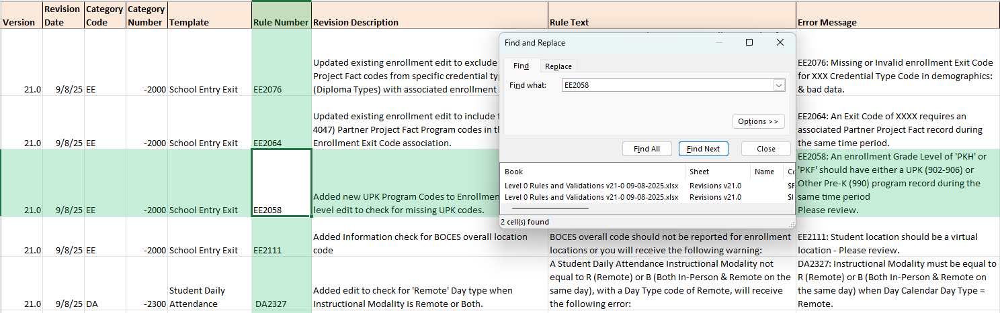 Version Revision Date Category Code Category Number Template Rule Number Revision Description Rule Text Error Message
21.0 9/8/25 EE -2000 School Entry Exit EE2076
Updated existing enrollment edit to exclude
Project Fact codes from specific credential
(Diploma Types) with associated enrollment
EE2076: Missing or Invalid enrollment Exit Code
for XXX Credential Type Code in demographics:
& bad data.
21.0 9/8/25 EE -2000 School Entry Exit EE2064
Updated existing enrollment edit to include
4047) Partner Project Fact Program codes in
Enrollment Exit Code association.
EE2064: An Exit Code of XXXX requires an
associated Partner Project Fact record during
the same time period.
21.0 9/8/25 EE -2000 School Entry Exit EE2058
Added new UPK Program Codes to Enrollment
level edit to check for missing UPK codes.
EE2058: An enrollment Grade Level of 'PKH' or
'PKF' should have either a UPK (902-906) or
Other Pre-K (990) program record during the
same time period
Please review.
21.0 9/8/25 EE -2000 School Entry Exit EE2111
Added Information check for BOCES overall location
code
BOCES overall code should not be reported for enrollment
locations or you will receive the following warning:
EE2111: Student location should be a virtual
location - Please review.
21.0 9/8/25 DA -2300 Student Daily Attendance DA2327
Added edit to check for 'Remote' Day type when
Instructional Modality is Remote or Both.
A Student Daily Attendance Instructional Modality not
equal to R (Remote) or B (Both In-Person & Remote on the
same day), with a Day Type code of Remote, will receive
the following error:
DA2327: Instructional Modality must be equal to
R (Remote) or B (Both In-Person & Remote on
the same day) when Day Calendar Day Type =
Remote.
Find and Replace
Find Replace
Find what: EE2058
Options >>
Find All Find Next Close
Book Sheet Name
Level 0 Rules and Validations v21-0 09-08-2025.xlsx Revisions v21.0
Level 0 Rules and Validations v21-0 09-08-2025.xlsx Revisions v21.0
2 cell(s) found